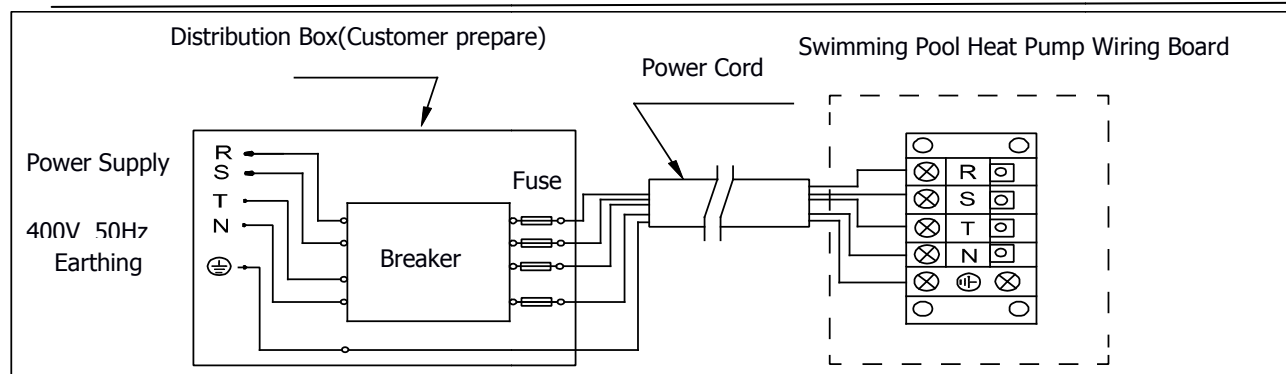 Distribution Box(Customer prepare)
Swimming Pool Heat Pump Wiring Board
Power Cord
Power Supply
400V 50Hz
Earthing
R
S
T
N
Fuse
Breaker
R
S
T
N